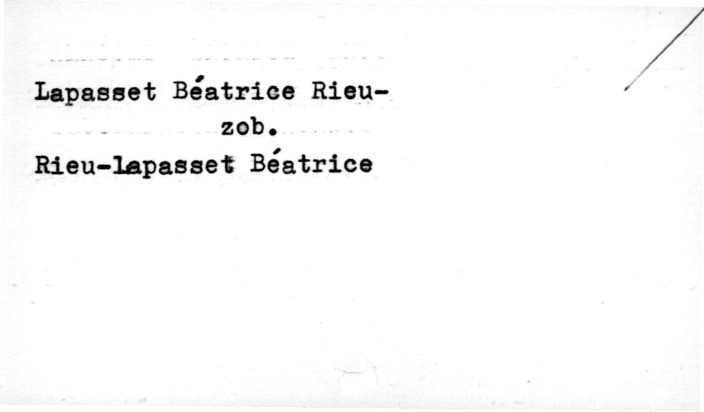 Lapasset Béatrice Rieu-
zob.
Rieu-lapasset Béatrice